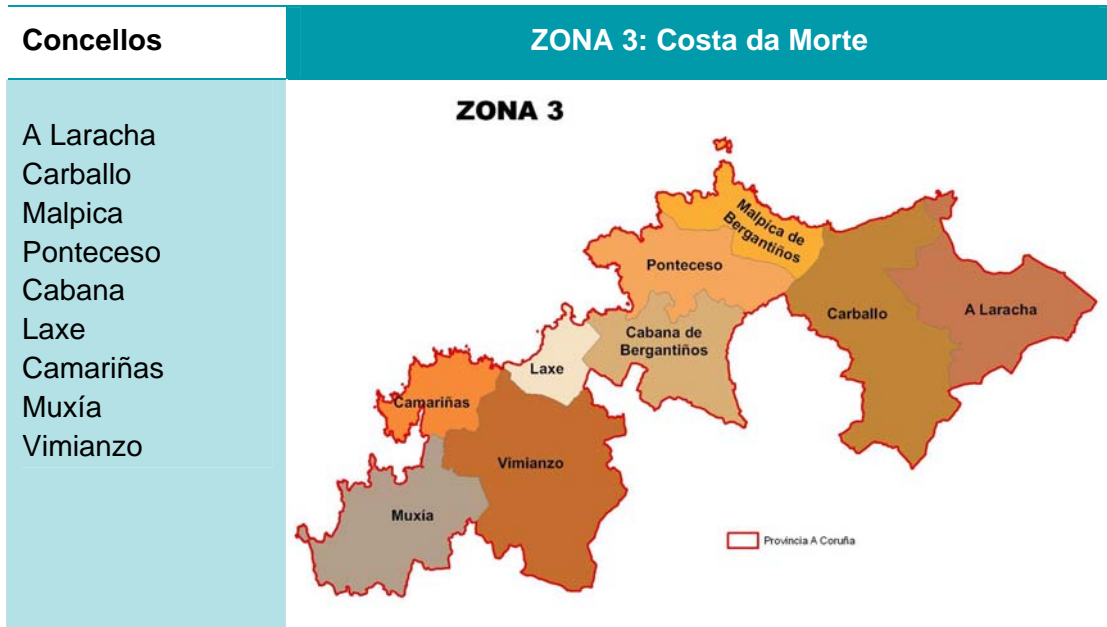 Concellos
ZONA 3: Costa da Morte
A Laracha
Carballo
Malpica
Ponteceso
Cabana
Laxe
Camariñas
Muxía
Vimianzo
ZONA 3
Malpica de
Bergantiños
Ponteceso
Carballo
A Laracha
Cabana de
Bergantiños
Laxe
Camariñas
Vimianzo
Muxía
Provincia A Coruña